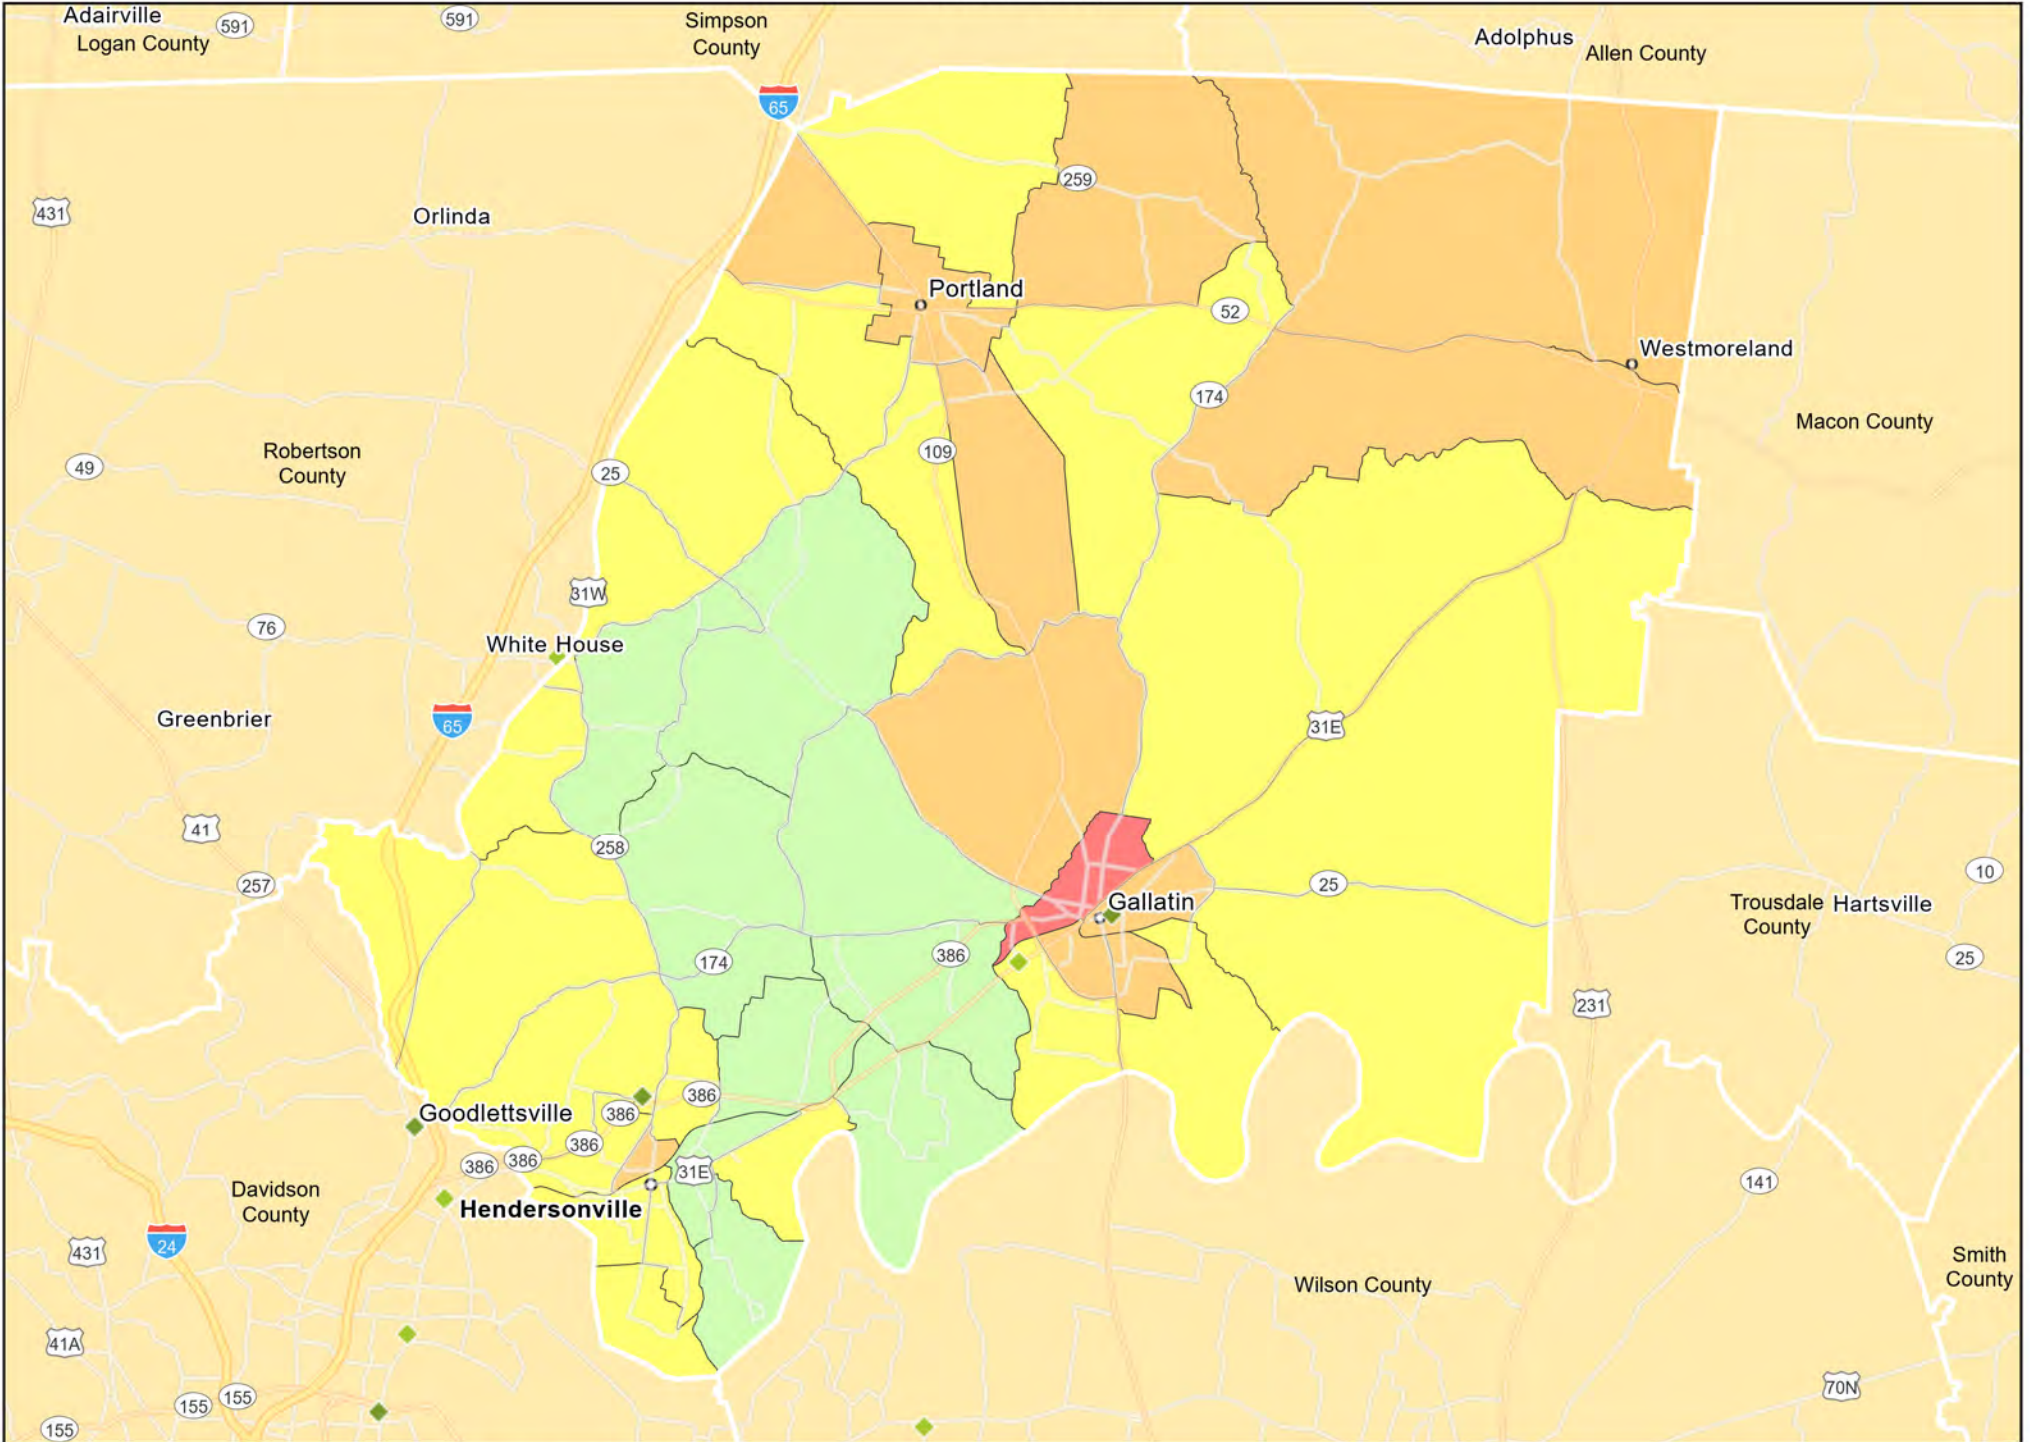 Adairville
591
591
Simpson
County
Logan County
Adolphus
Allen County
65
259
431
Orlinda
Portland
52
Westmoreland
174
Macon County
109
Robertson
County
49
25
31W
76
White House
Greenbrier
65
31E
41
258
257
25
10
Gallatin
Trousdale
County
Hartsville
174
386
25
231
386
Goodlettsville
386
386
386
386
31E
141
Davidson
County
Hendersonville
431
24
Smith
County
Wilson County
41A
70N
155
155
155